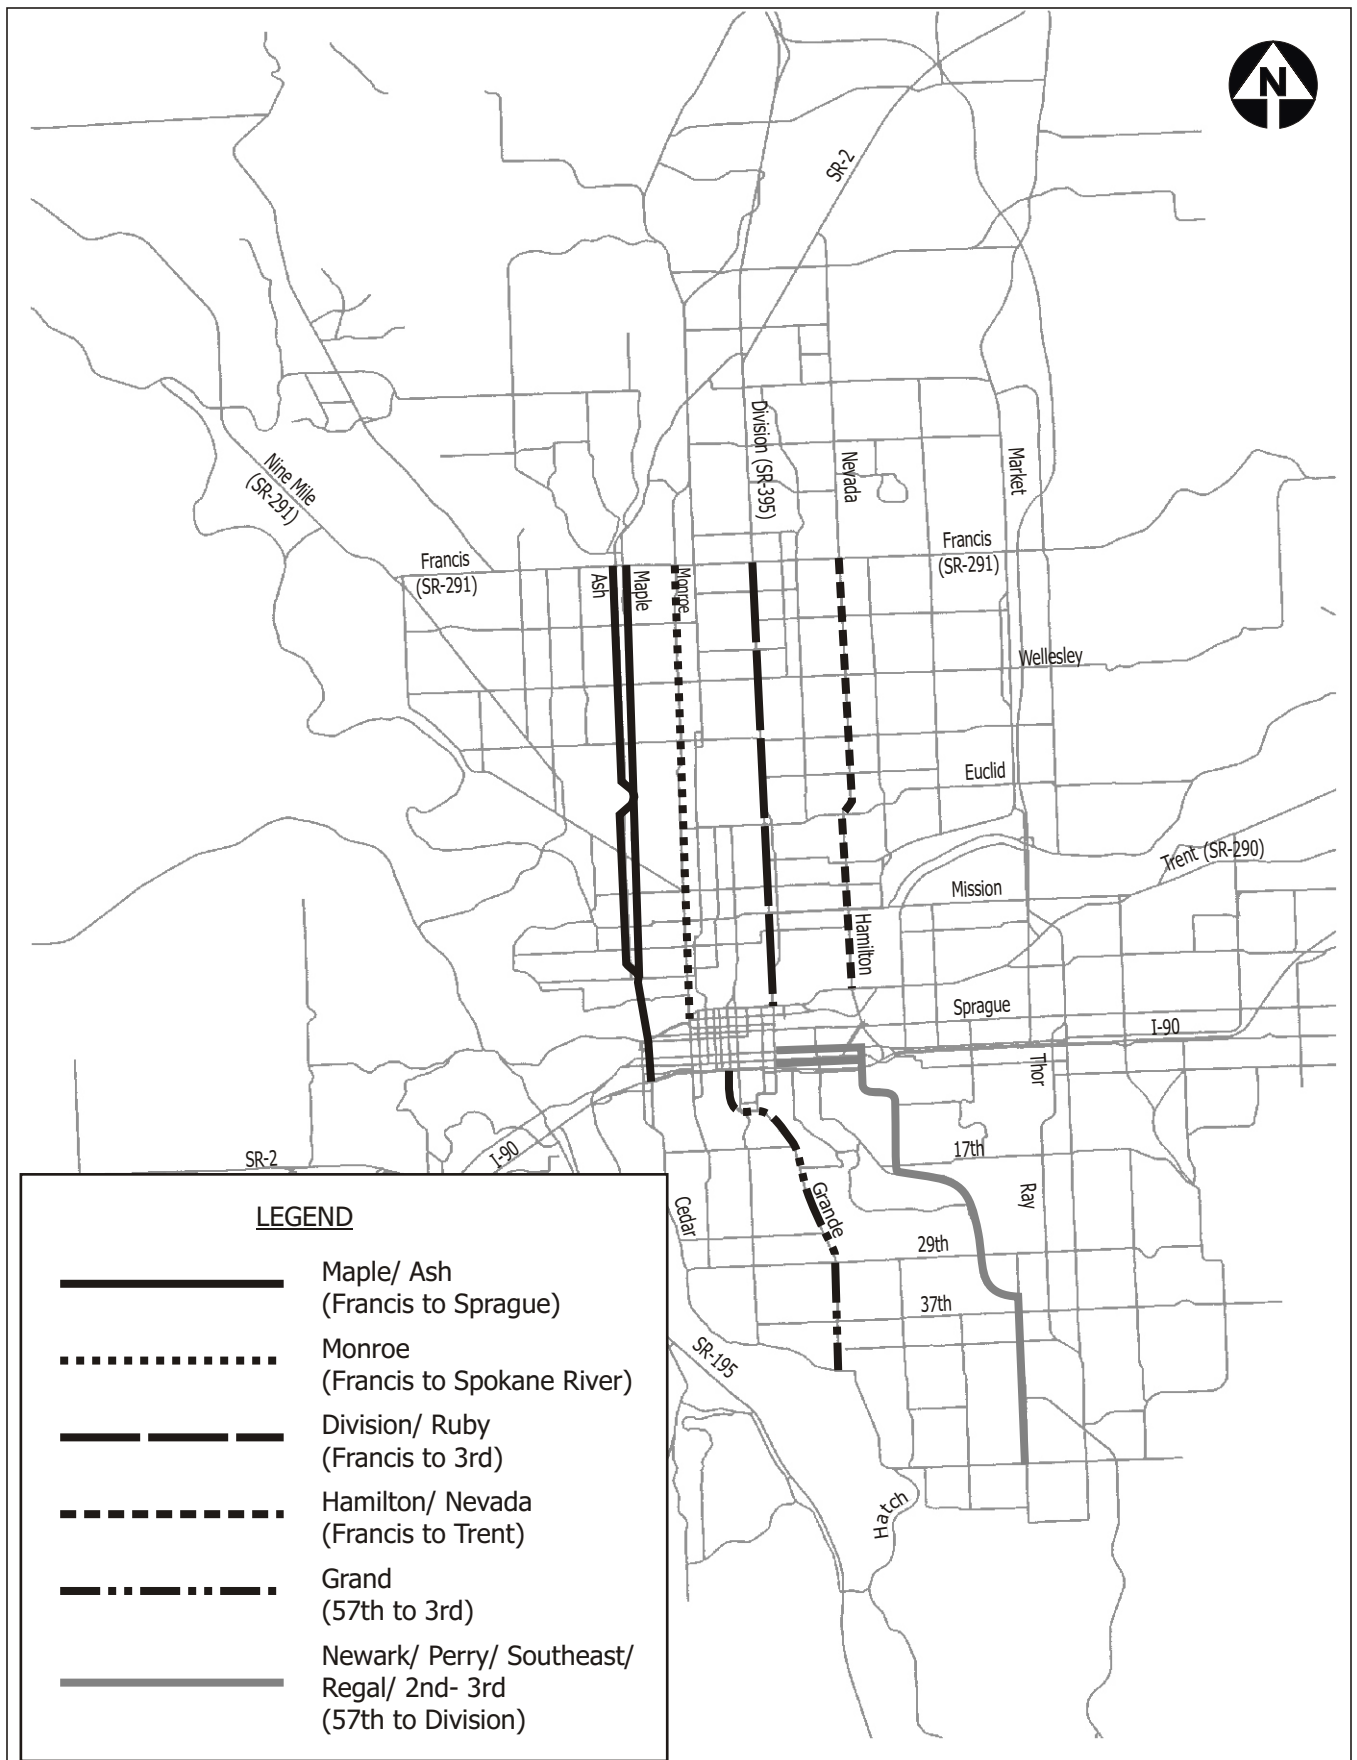 N
SR-2
Division (SR-395)
Nevada
Market
Nine Mile
(SR-291)
Francis
(SR-291)
Francis
(SR-291)
Ash
Maple
Monroe
Wellesley
Euclid
Trent (SR-290)
Mission
Hamilton
Sprague
I-90
Thor
I-90
SR-2
17th
Ray
Cedar
Grande
29th
37th
SR-195
Hatch
LEGEND
Maple/ Ash
(Francis to Sprague)
Monroe
(Francis to Spokane River)
Division/ Ruby
(Francis to 3rd)
Hamilton/ Nevada
(Francis to Trent)
Grand
(57th to 3rd)
Newark/ Perry/ Southeast/
Regal/ 2nd- 3rd
(57th to Division)